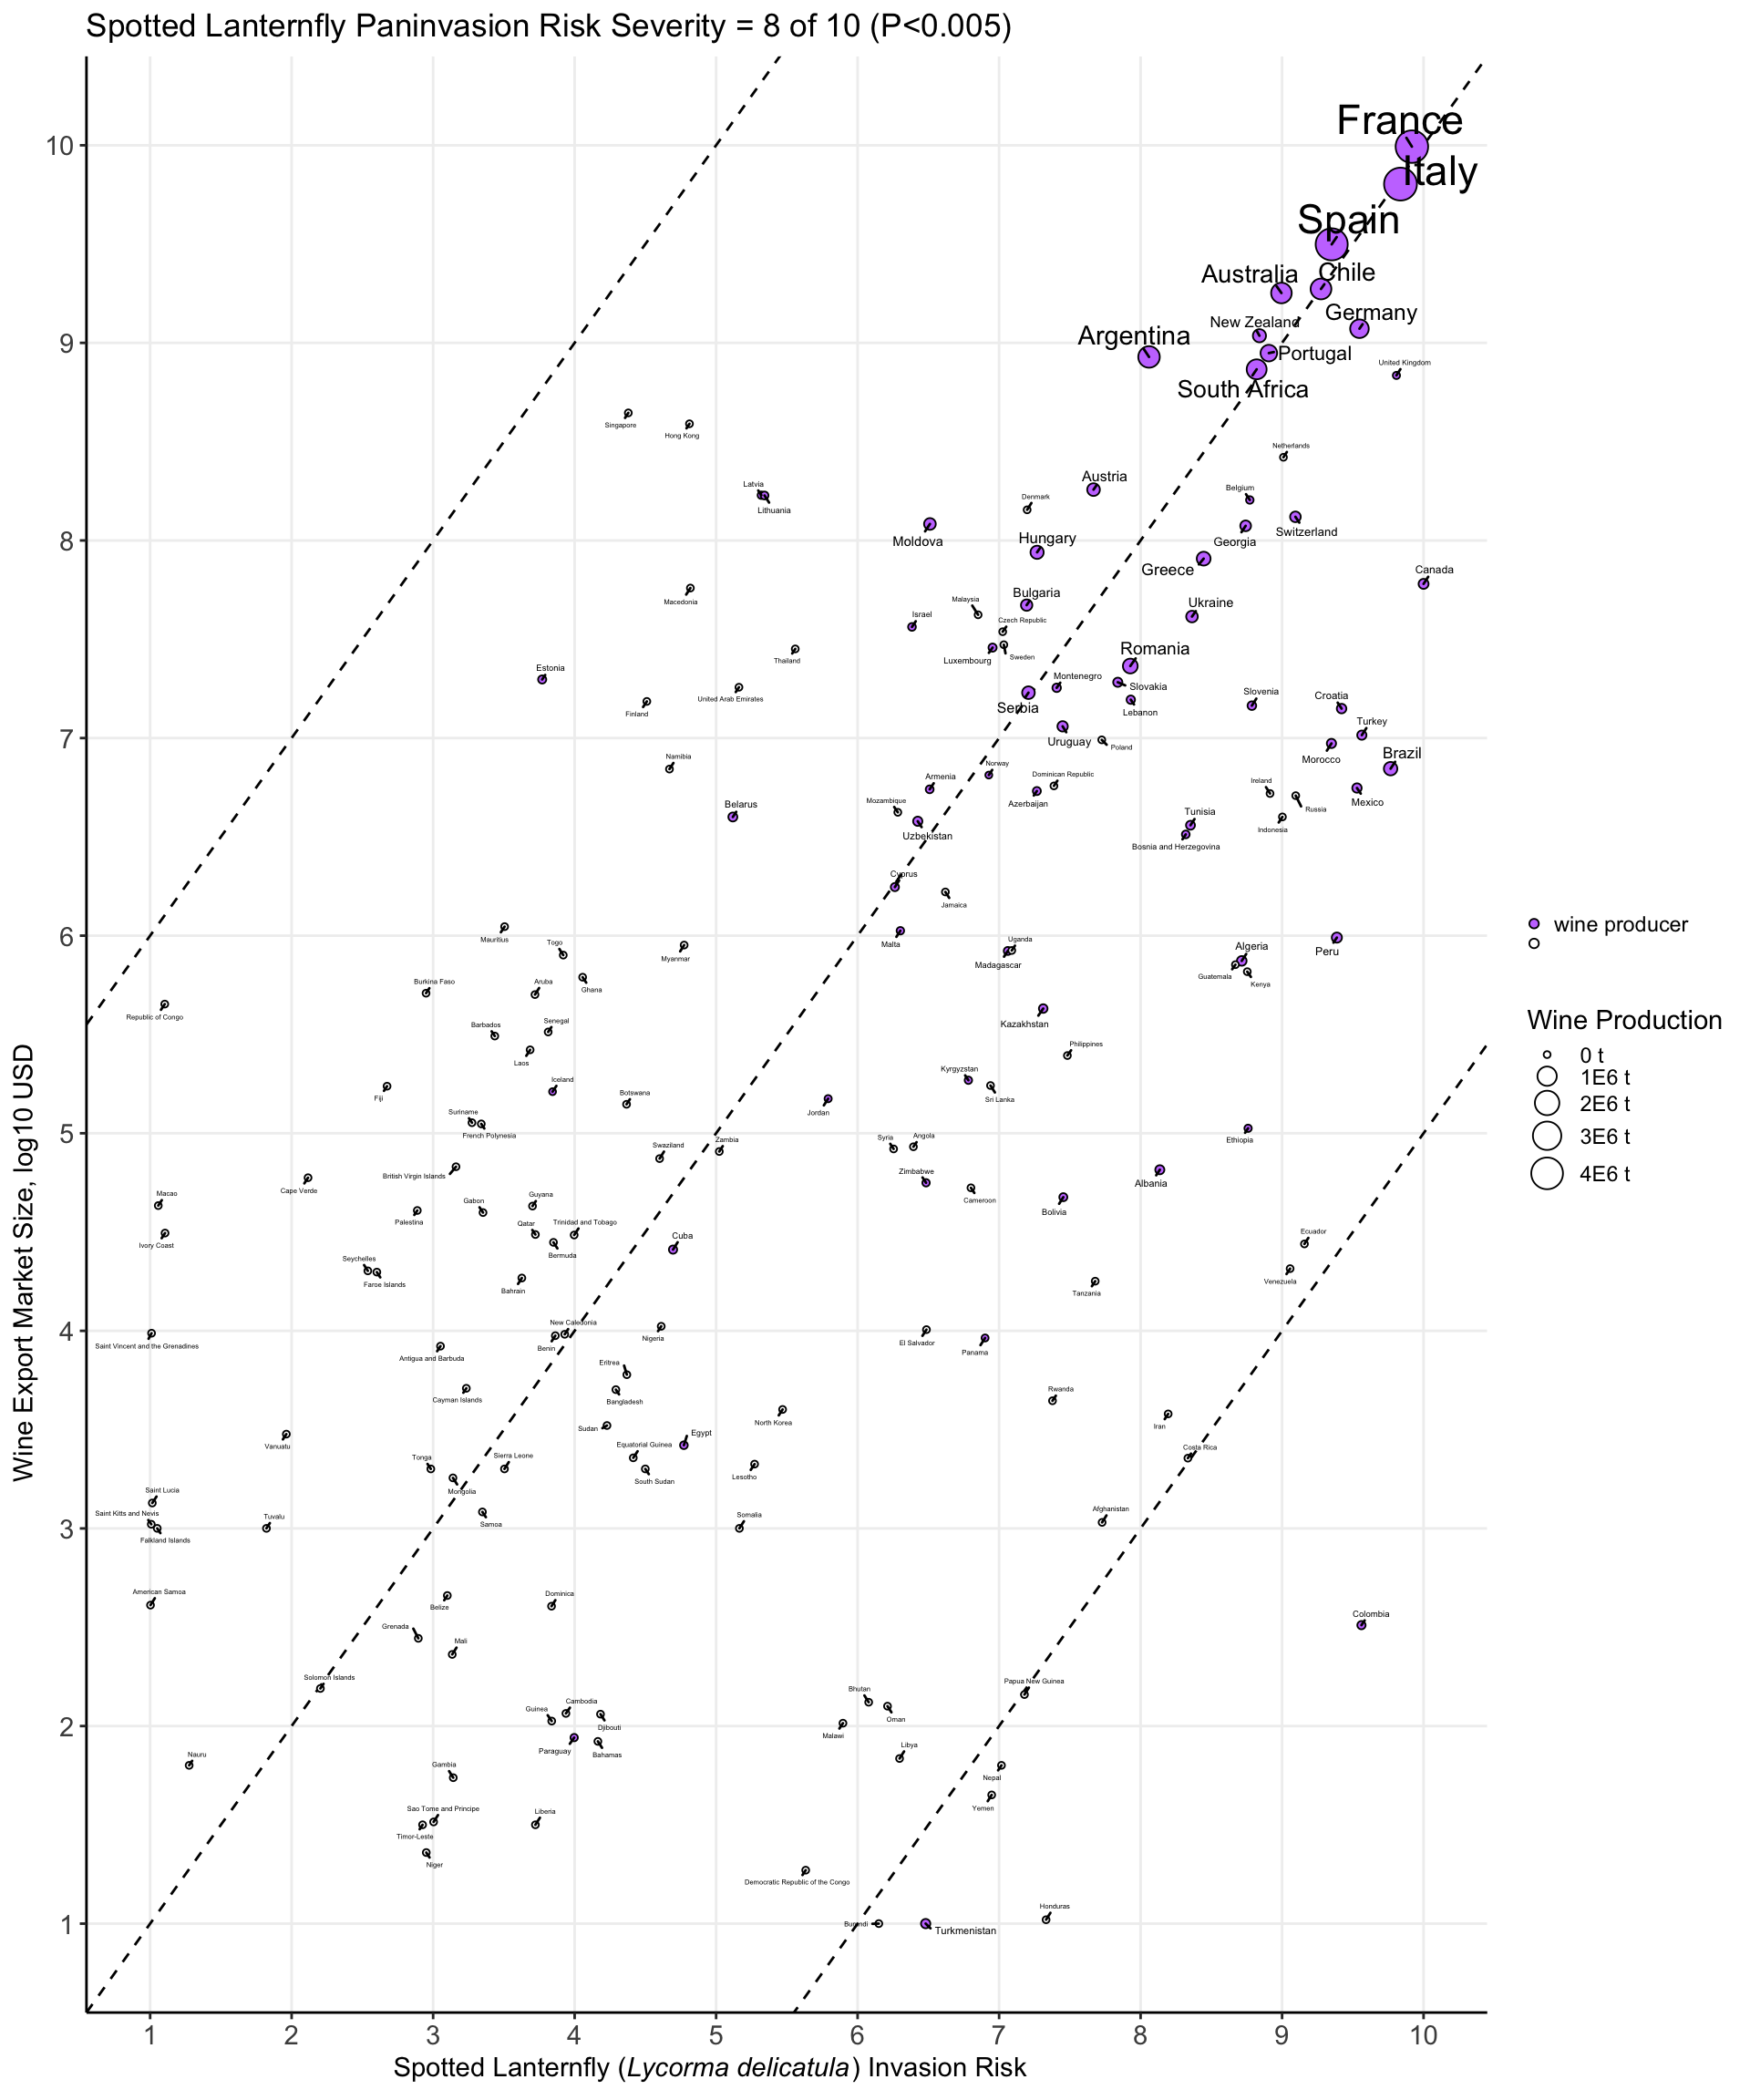 Spotted Lanternfly Paninvasion Risk Severity = 8 of 10 (P<0.005)
France
10
Italy
Spain
Australia
Chile
Germany
New Zealand
Argentina
9
Portugal
United Kingdom
South Africa
Singapore
Hong Kong
Netherlands
Austria
Latvia
Belgium
Denmark
Lithuania
Switzerland
Hungary
8
Moldova
Georgia
Greece
Canada
Bulgaria
Macedonia
Malaysia
Ukraine
Israel
Czech Republic
Romania
Sweden
Luxembourg
Thailand
Estonia
Montenegro
Slovakia
Slovenia
Croatia
United Arab Emirates
Serbia
Lebanon
Finland
Turkey
7
Uruguay
Poland
Brazil
Namibia
Norway
Morocco
Dominican Republic
Armenia
Ireland
Mozambique
Belarus
Azerbaijan
Mexico
Russia
Tunisia
Indonesia
Uzbekistan
Bosnia and Herzegovina
Cyprus
Jamaica
wine producer
6
Mauritius
Togo
Malta
Uganda
Algeria
Peru
Myanmar
Madagascar
Guatemala
Burkina Faso
Aruba
Kenya
Ghana
Republic of Congo
Senegal
Barbados
Kazakhstan
Wine Production
Philippines
0 t
Laos
Kyrgyzstan
1E6 t
Iceland
Fiji
Botswana
Sri Lanka
2E6 t
Suriname
Jordan
French Polynesia
3E6 t
5
Zambia
Syria
Angola
Ethiopia
Swaziland
British Virgin Islands
Zimbabwe
4E6 t
Cape Verde
Albania
Macao
Guyana
Cameroon
Gabon
Palestina
Bolivia
Qatar
Trinidad and Tobago
Ivory Coast
Cuba
Ecuador
Bermuda
Seychelles
Faroe Islands
Venezuela
Bahrain
Tanzania
New Caledonia
4
Saint Vincent and the Grenadines
Benin
Nigeria
El Salvador
Antigua and Barbuda
Panama
Eritrea
Rwanda
Cayman Islands
Bangladesh
North Korea
Iran
Sudan
Egypt
Vanuatu
Equatorial Guinea
Costa Rica
Tonga
Sierra Leone
Lesotho
South Sudan
Saint Lucia
Mongolia
Saint Kitts and Nevis
Tuvalu
Samoa
Somalia
Afghanistan
3
Falkland Islands
American Samoa
Dominica
Belize
Colombia
Grenada
Mali
Solomon Islands
Papua New Guinea
Bhutan
Cambodia
Guinea
Oman
Djibouti
2
Malawi
Paraguay
Bahamas
Libya
Nauru
Gambia
Nepal
Sao Tome and Principe
Liberia
Yemen
Timor-Leste
Niger
Democratic Republic of the Congo
Honduras
1
Burundi
Turkmenistan
Wine Export Market Size, log10 USD
1 2 3 4 5 6 7 8 9 10
Spotted Lanternfly (Lycorma delicatula) Invasion Risk